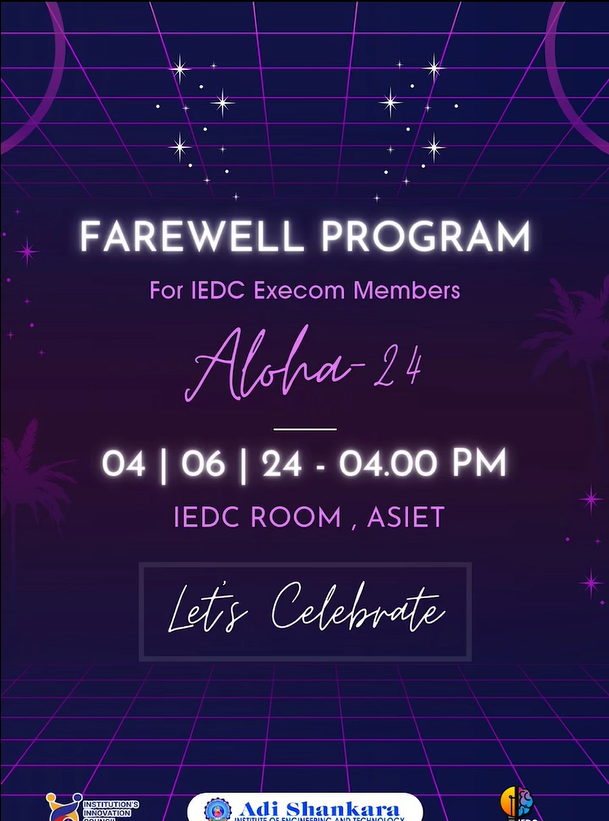 FAREWELL PROGRAM
For IEDC Execom Members
Aloha-24
04 | 06 | 24 - 04.00 PM
IEDC ROOM , ASIET
Let's Celebrate
INSTITUTION'S
INNOVATION
COUNCIL
Adi Shankara
INSTITUTE OF ENGINEERING AND TECHNOLOGY